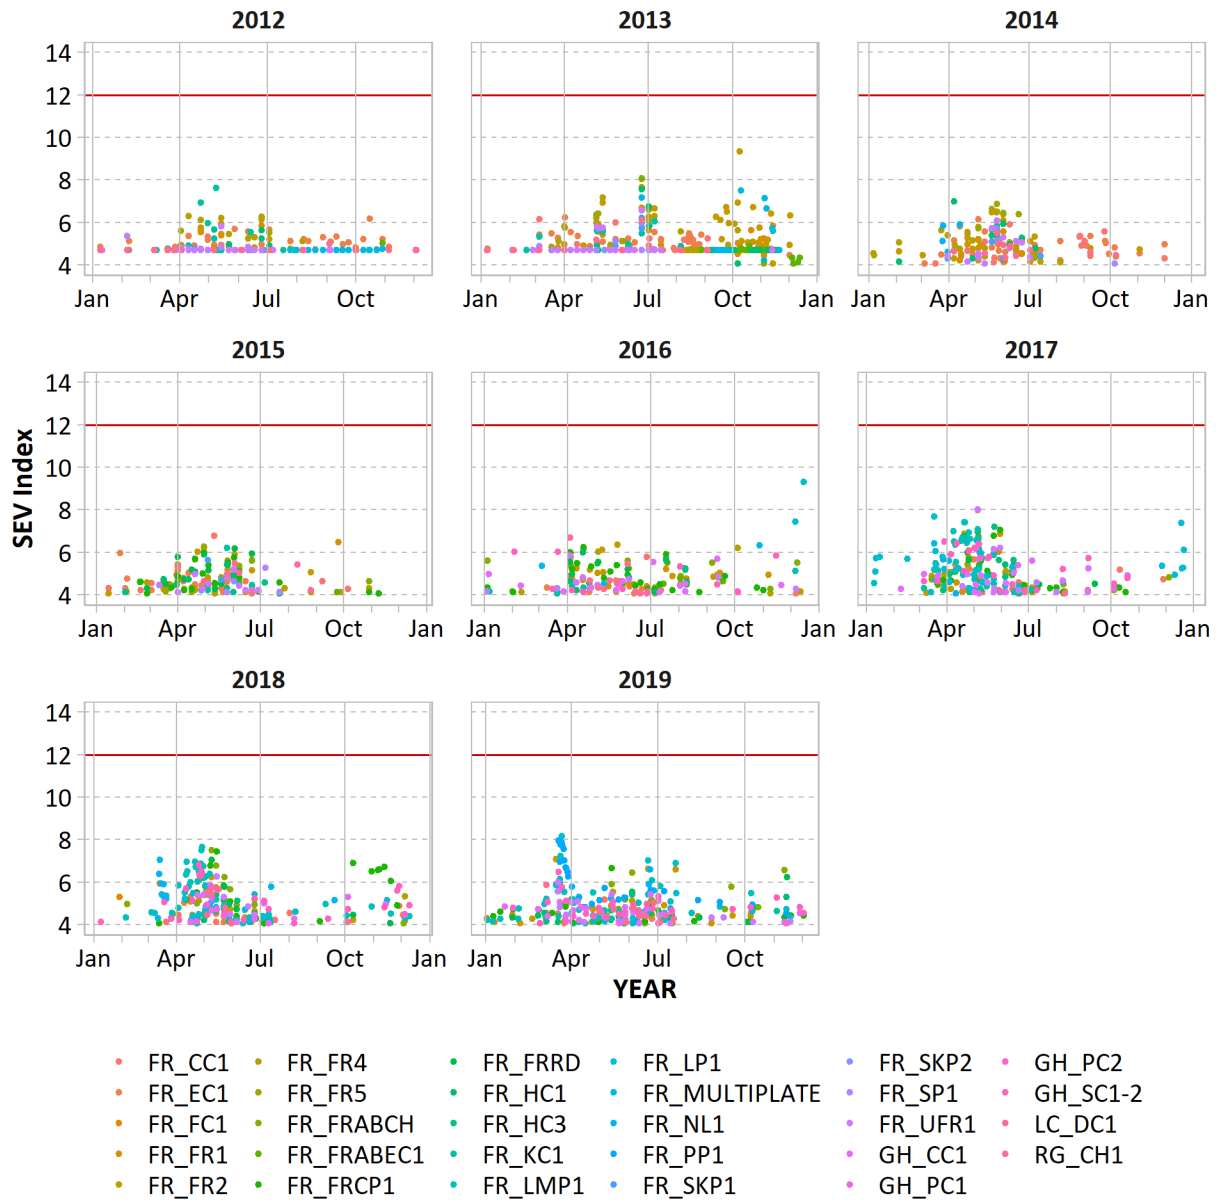 2012 2013 2014
14
12
10
8
6
4
Jan Apr Jul Oct Jan Apr Jul Oct Jan Jan Apr Jul Oct Jan
2015 2016 2017
14
12
10
8
6
4
Jan Apr Jul Oct Jan Jan Apr Jul Oct Jan Jan Apr Jul Oct Jan
SEV Index
2018 2019
14
12
10
8
6
4
Jan Apr Jul Oct Jan Jan Apr Jul Oct
YEAR
FR_CC1 FR_FR4 FR_FRRD FR_LP1 FR_SKP2 GH_PC2
FR_EC1 FR_FR5 FR_HC1 FR_MULTIPLATE FR_SP1 GH_SC1-2
FR_FC1 FR_FRABCH FR_HC3 FR_NL1 FR_UFR1 LC_DC1
FR_FR1 FR_FRABEC1 FR_KC1 FR_PP1 GH_CC1 RG_CH1
FR_FR2 FR_FRCP1 FR_LMP1 FR_SKP1 GH_PC1